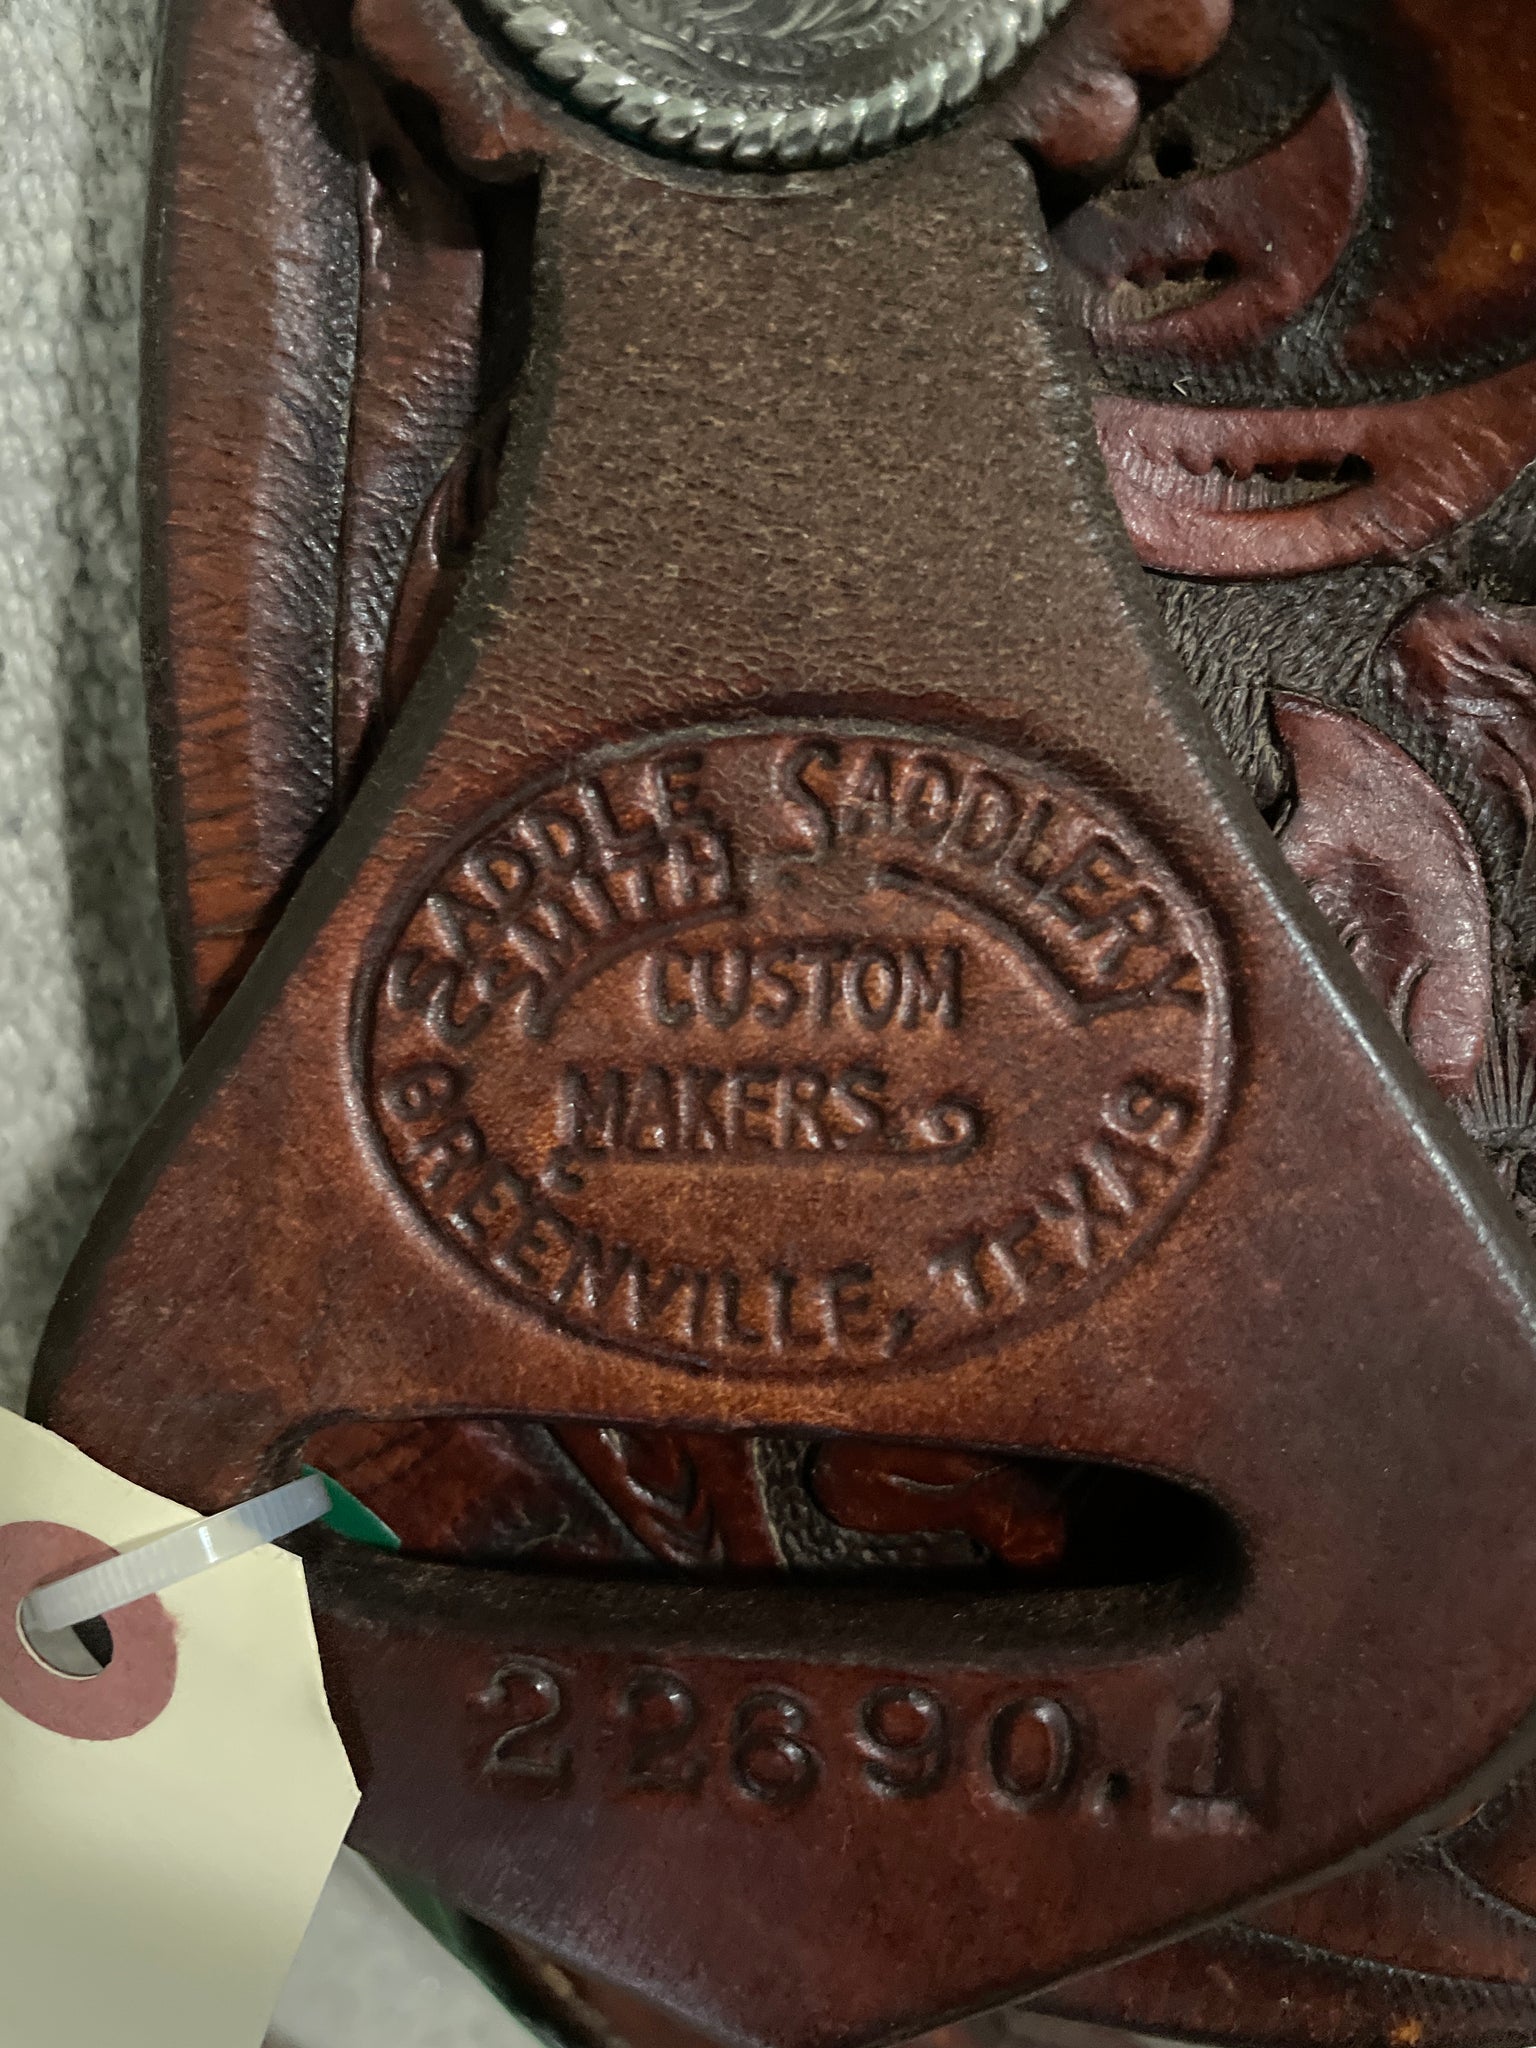 SADDLE SADDLERY
SMITH
CUSTOM
MAKERS
GREENVILLE, TEXAS
22690.1